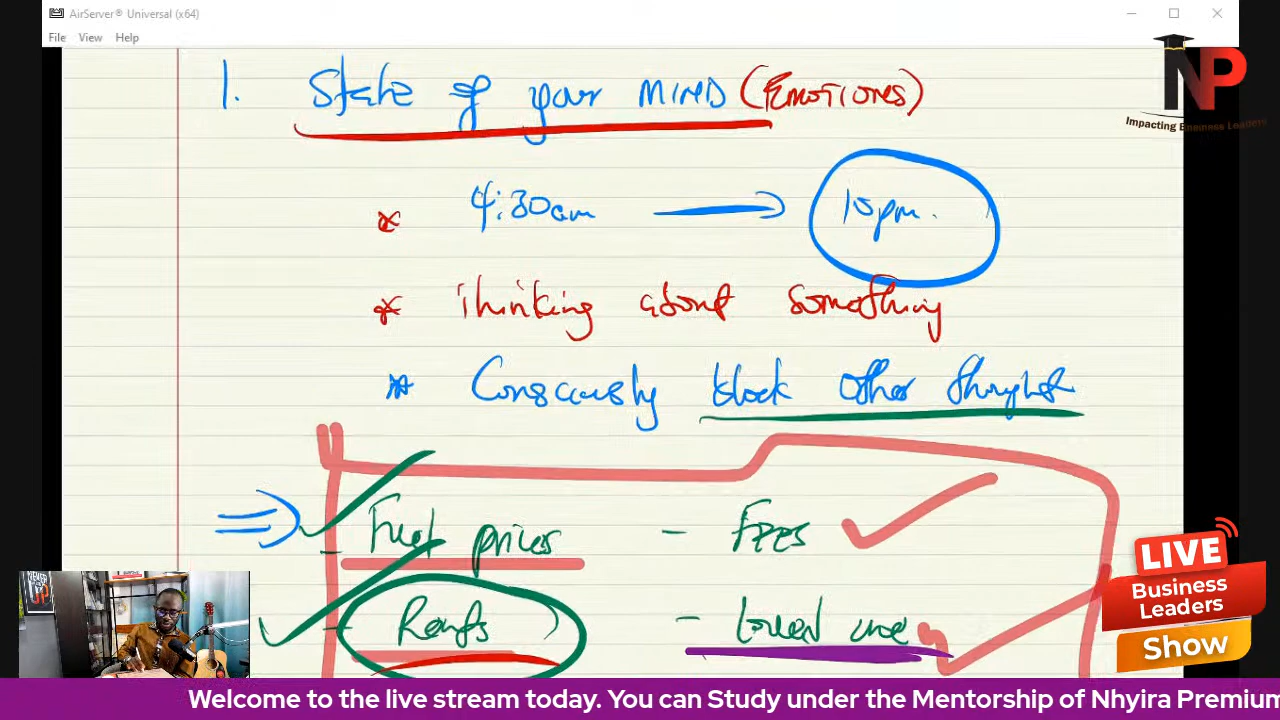 AirServer® Universal (x64)
File View Help
1. State of your MIND (EMOTIONES)
NP
Impacting Business Leaders
* 4:30am → 10pm.
* Thinking about something
* Consciously block other thoughts
⇒ - Fuel prices - FEES
- Rents - Loved one
LIVE
Business
Leaders
Show
Welcome to the live stream today. You can Study under the Mentorship of Nhyira Premium